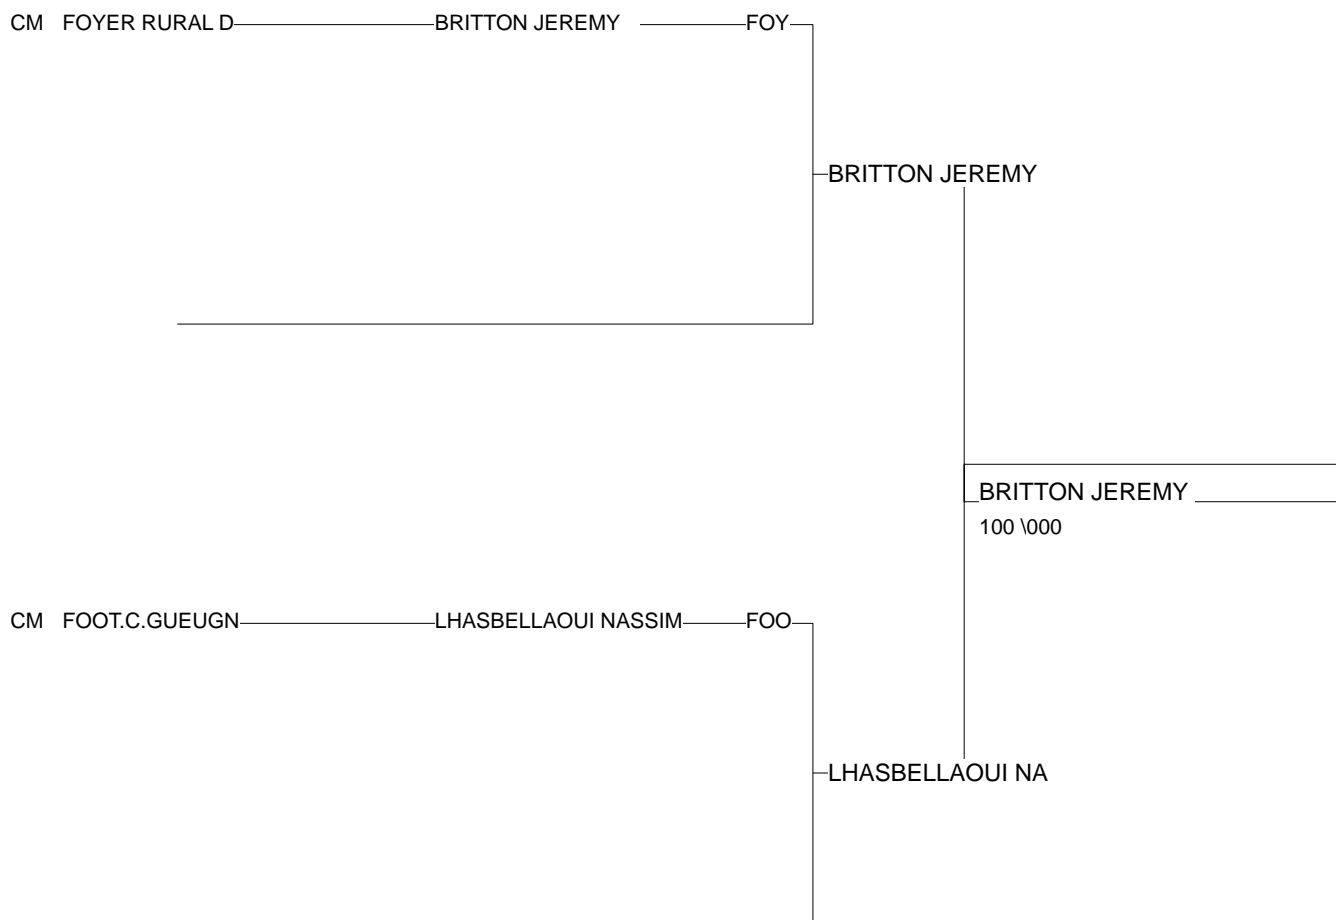 CM FOYER RURAL D BRITTON JEREMY FOY
BRITTON JEREMY
BRITTON JEREMY
100 \000
CM FOOT.C.GUEUGN LHASBELLAOUI NASSIM FOO
LHASBELLAOUI NA